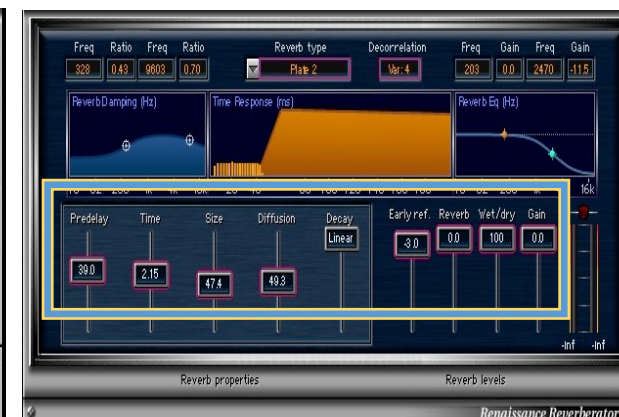 Freq Ratio Freq Ratio Reverb type Decorrelation Freq Gain Freq Gain
328 0.43 9603 0.70 Plate 2 Var: 4 203 0.0 2470 -11.5
Reverb Damping (Hz) Time Response (ms) Reverb Eq (Hz)
16k
Predelay Time Size Diffusion Decay Early ref. Reverb Wet/dry Gain
Linear -3.0 0.0 100 0.0
39.0 2.15 47.4 49.3
-Inf -Inf
Reverb properties Reverb levels
Renaissance Reverberator